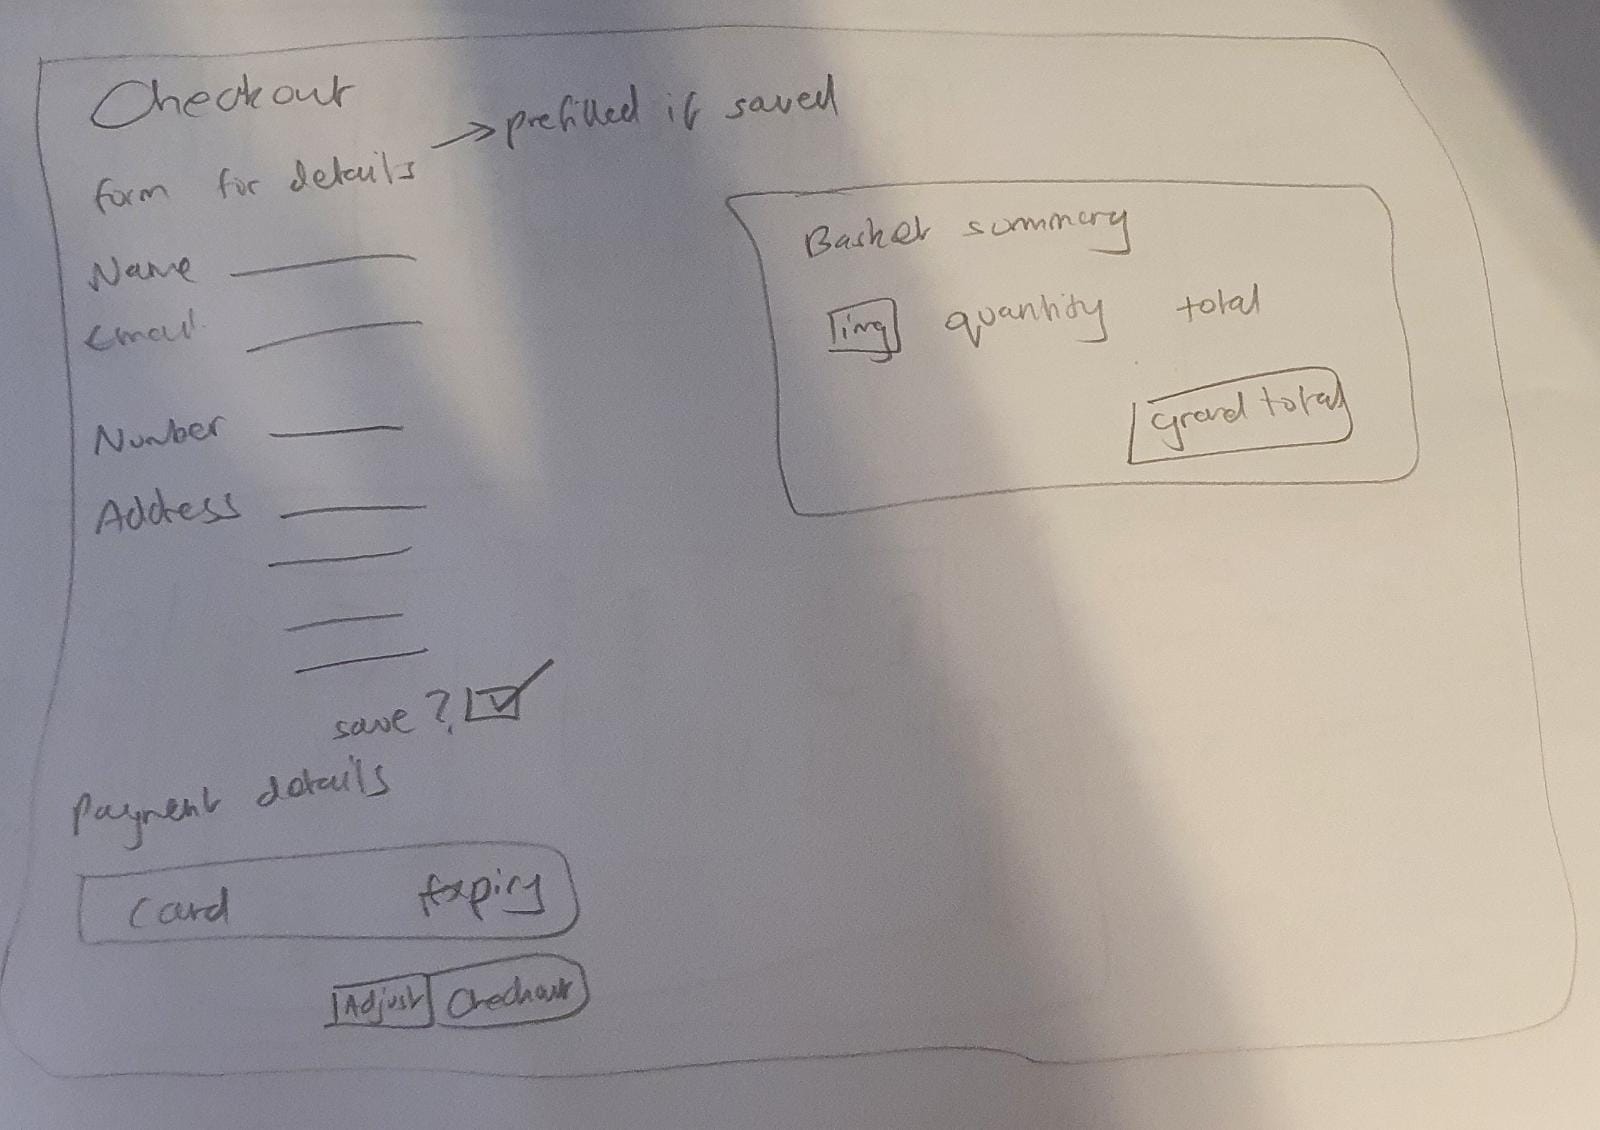 Checkout
form for details → prefilled if saved
Name
Email
Number
Address
save?
Payment details
Card Expiry
Adjust Checkout
Basket summary
img quantity total
grand total